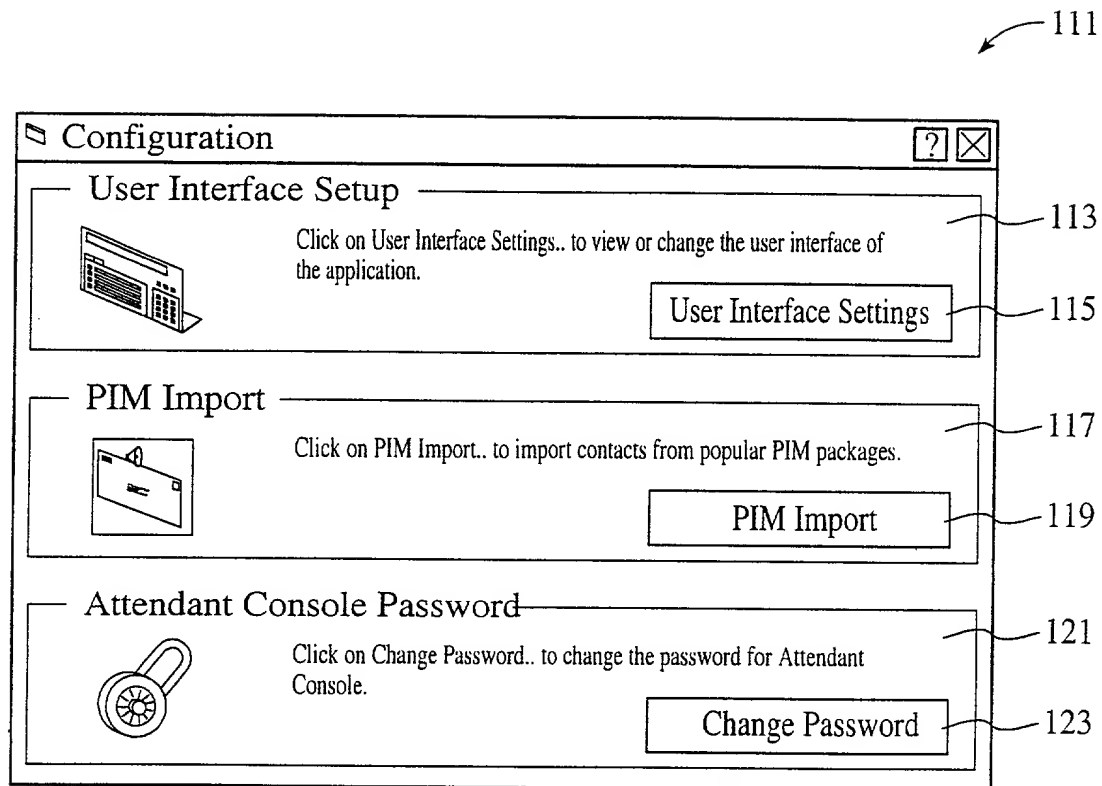 111
Configuration ?
User Interface Setup
113
Click on User Interface Settings.. to view or change the user interface of
the application.
User Interface Settings
115
PIM Import
117
Click on PIM Import.. to import contacts from popular PIM packages.
PIM Import
119
Attendant Console Password
121
Click on Change Password.. to change the password for Attendant
Console.
Change Password
123